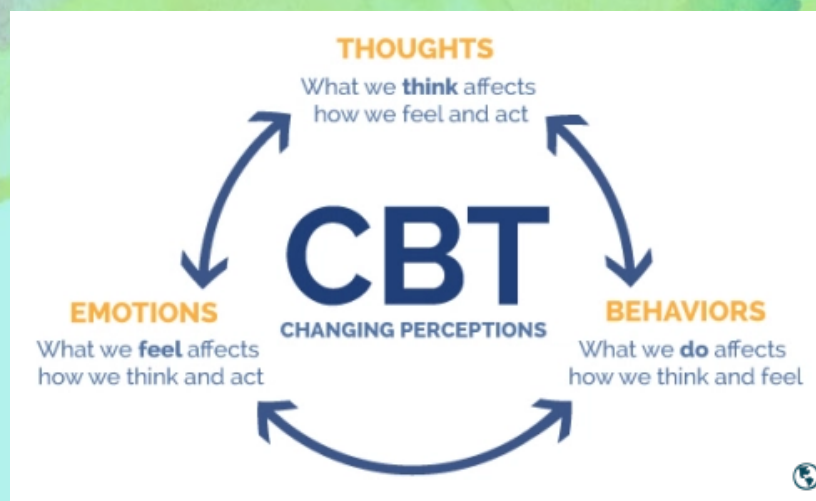 THOUGHTS
What we think affects
how we feel and act
CBT
CHANGING PERCEPTIONS
EMOTIONS
What we feel affects
how we think and act
BEHAVIORS
What we do affects
how we think and feel